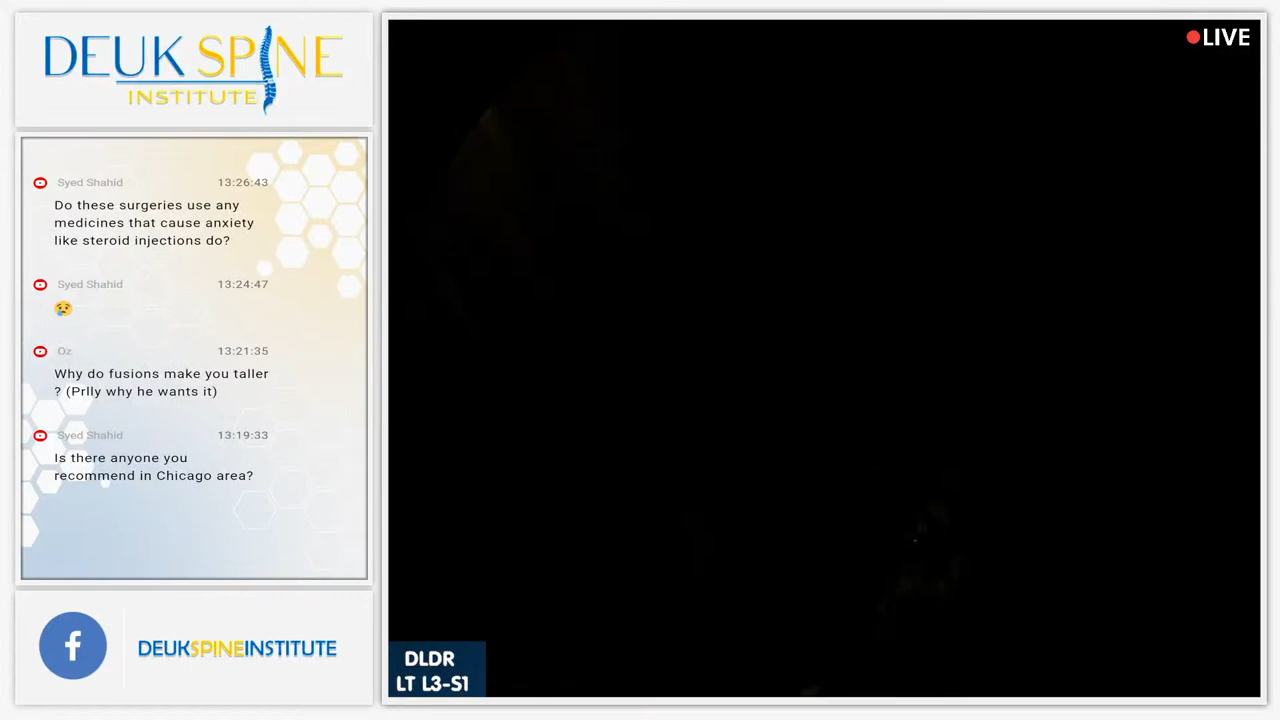 DEUK SPINE
INSTITUTE
LIVE
Syed Shahid 13:26:43
Do these surgeries use any
medicines that cause anxiety
like steroid injections do?
Syed Shahid 13:24:47
Oz 13:21:35
Why do fusions make you taller
? (Prlly why he wants it)
Syed Shahid 13:19:33
Is there anyone you
recommend in Chicago area?
DEUKSPINEINSTITUTE
DLDR
LT L3-S1